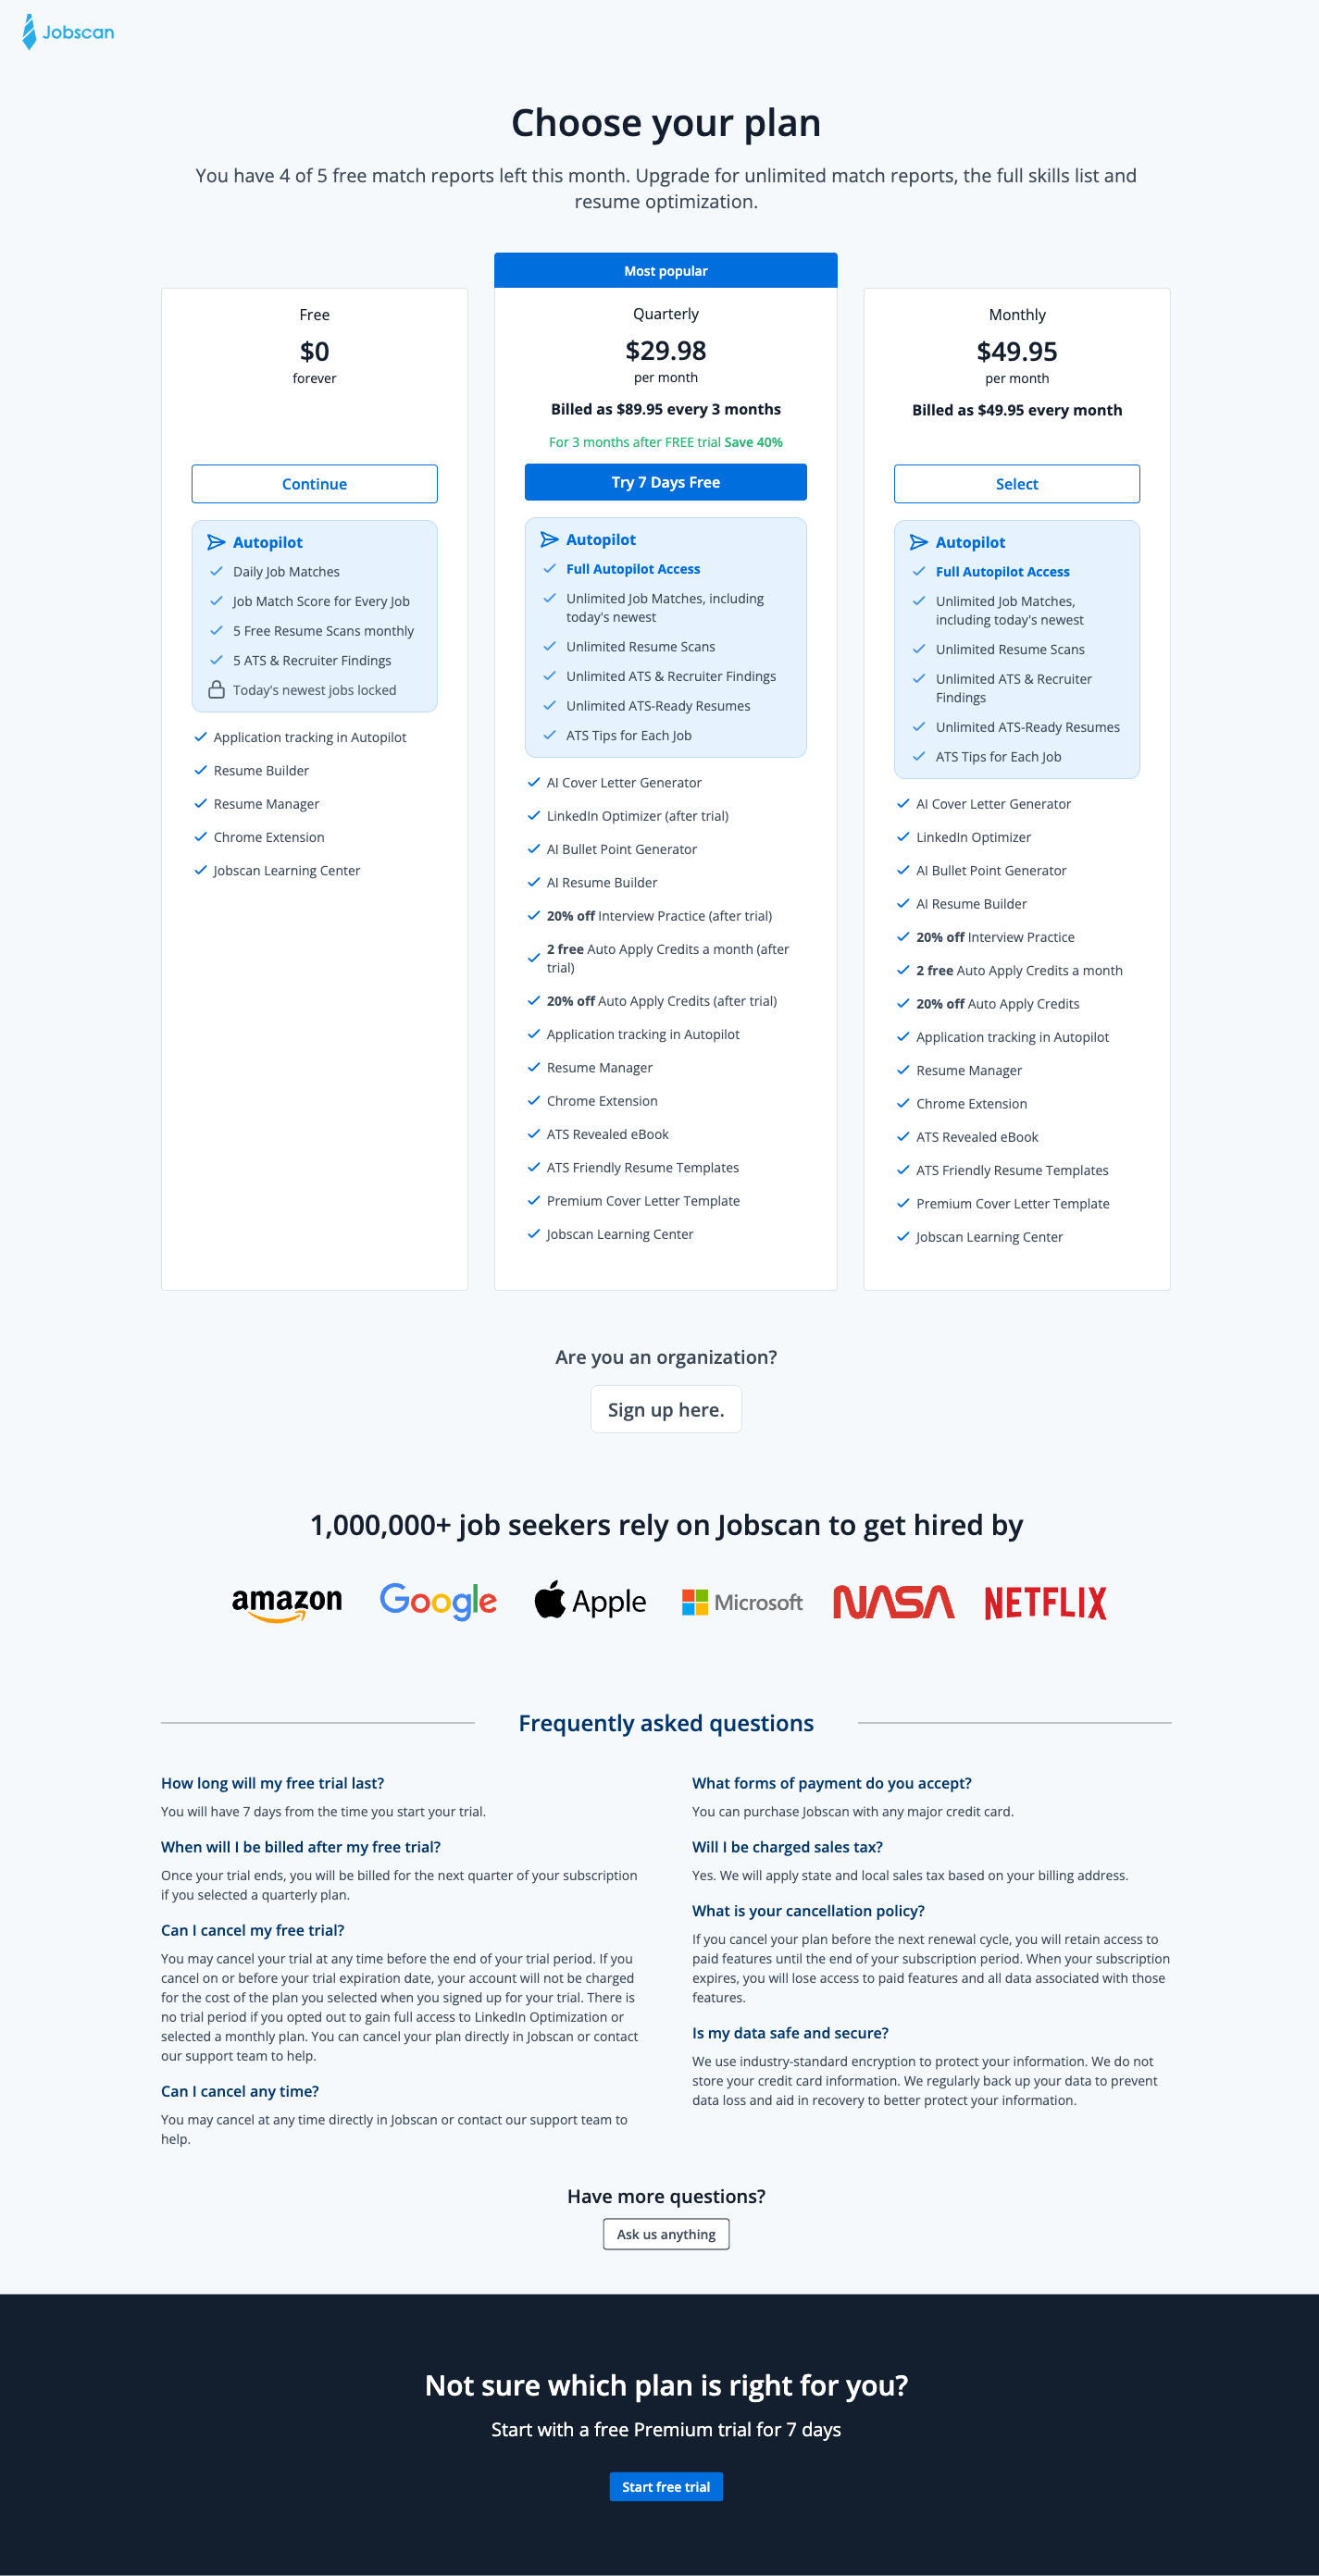 Jobscan
Choose your plan
You have 4 of 5 free match reports left this month. Upgrade for unlimited match reports, the full skills list and
resume optimization.
Free
$0
forever
Continue
Autopilot
Daily Job Matches
Job Match Score for Every Job
5 Free Resume Scans monthly
5 ATS & Recruiter Findings
Today's newest jobs locked
Application tracking in Autopilot
Resume Builder
Resume Manager
Chrome Extension
Jobscan Learning Center
Most popular
Quarterly
$29.98
per month
Billed as $89.95 every 3 months
For 3 months after FREE trial Save 40%
Try 7 Days Free
Autopilot
Full Autopilot Access
Unlimited Job Matches, including
today's newest
Unlimited Resume Scans
Unlimited ATS & Recruiter Findings
Unlimited ATS-Ready Resumes
ATS Tips for Each Job
AI Cover Letter Generator
LinkedIn Optimizer (after trial)
AI Bullet Point Generator
AI Resume Builder
20% off Interview Practice (after trial)
2 free Auto Apply Credits a month (after
trial)
20% off Auto Apply Credits (after trial)
Application tracking in Autopilot
Resume Manager
Chrome Extension
ATS Revealed eBook
ATS Friendly Resume Templates
Premium Cover Letter Template
Jobscan Learning Center
Monthly
$49.95
per month
Billed as $49.95 every month
Select
Autopilot
Full Autopilot Access
Unlimited Job Matches,
including today's newest
Unlimited Resume Scans
Unlimited ATS & Recruiter
Findings
Unlimited ATS-Ready Resumes
ATS Tips for Each Job
AI Cover Letter Generator
LinkedIn Optimizer
AI Bullet Point Generator
AI Resume Builder
20% off Interview Practice
2 free Auto Apply Credits a month
20% off Auto Apply Credits
Application tracking in Autopilot
Resume Manager
Chrome Extension
ATS Revealed eBook
ATS Friendly Resume Templates
Premium Cover Letter Template
Jobscan Learning Center
Are you an organization?
Sign up here.
1,000,000+ job seekers rely on Jobscan to get hired by
amazon
Google
Apple
Microsoft
NASA
NETFLIX
Frequently asked questions
How long will my free trial last?
You will have 7 days from the time you start your trial.
When will I be billed after my free trial?
Once your trial ends, you will be billed for the next quarter of your subscription
if you selected a quarterly plan.
Can I cancel my free trial?
You may cancel your trial at any time before the end of your trial period. If you
cancel on or before your trial expiration date, your account will not be charged
for the cost of the plan you selected when you signed up for your trial. There is
no trial period if you opted out to gain full access to LinkedIn Optimization or
selected a monthly plan. You can cancel your plan directly in Jobscan or contact
our support team to help.
Can I cancel any time?
You may cancel at any time directly in Jobscan or contact our support team to
help.
What forms of payment do you accept?
You can purchase Jobscan with any major credit card.
Will I be charged sales tax?
Yes. We will apply state and local sales tax based on your billing address.
What is your cancellation policy?
If you cancel your plan before the next renewal cycle, you will retain access to
paid features until the end of your subscription period. When your subscription
expires, you will lose access to paid features and all data associated with those
features.
Is my data safe and secure?
We use industry-standard encryption to protect your information. We do not
store your credit card information. We regularly back up your data to prevent
data loss and aid in recovery to better protect your information.
Have more questions?
Ask us anything
Not sure which plan is right for you?
Start with a free Premium trial for 7 days
Start free trial